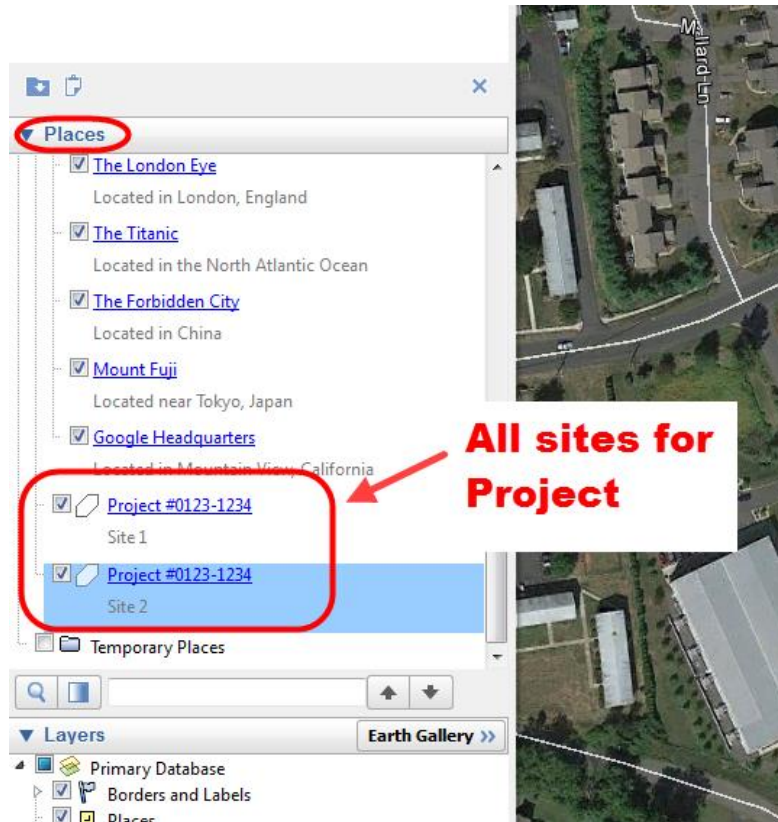 Mallard-Ln
Places
The London Eye
Located in London, England
The Titanic
Located in the North Atlantic Ocean
The Forbidden City
Located in China
Mount Fuji
Located near Tokyo, Japan
Google Headquarters
Located in Mountain View, California
All sites for
Project
Project #0123-1234
Site 1
Project #0123-1234
Site 2
Temporary Places
Layers
Earth Gallery »
Primary Database
Borders and Labels
Places